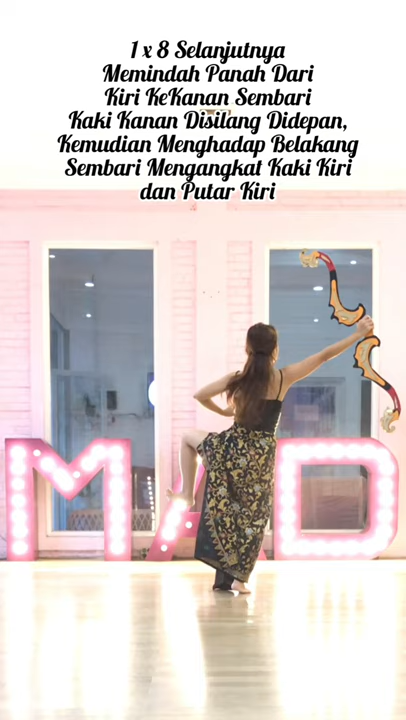 1 x 8 Selanjutnya
Memindah Panah Dari
Kiri KeKanan Sembari
Kaki Kanan Disilang Didepan,
Kemudian Menghadap Belakang
Sembari Mengangkat Kaki Kiri
dan Putar Kiri
MAD